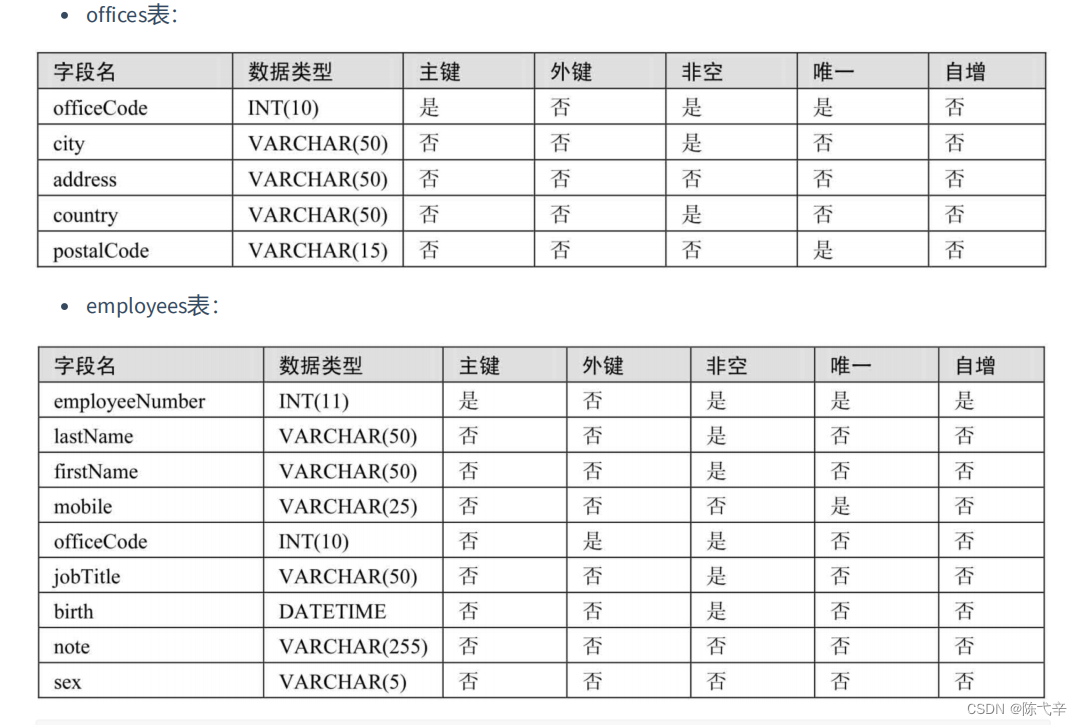 offices表：
字段名 数据类型 主键 外键 非空 唯一 自增
officeCode INT(10) 是 否 是 是 否
city VARCHAR(50) 否 否 是 否 否
address VARCHAR(50) 否 否 否 否 否
country VARCHAR(50) 否 否 是 否 否
postalCode VARCHAR(15) 否 否 否 是 否
employees表：
字段名 数据类型 主键 外键 非空 唯一 自增
employeeNumber INT(11) 是 否 是 是 是
lastName VARCHAR(50) 否 否 是 否 否
firstName VARCHAR(50) 否 否 是 否 否
mobile VARCHAR(25) 否 否 否 是 否
officeCode INT(10) 否 是 是 否 否
jobTitle VARCHAR(50) 否 否 是 否 否
birth DATETIME 否 否 是 否 否
note VARCHAR(255) 否 否 否 否 否
sex VARCHAR(5) 否 否 否 否 否
CSDN @陈弋辛